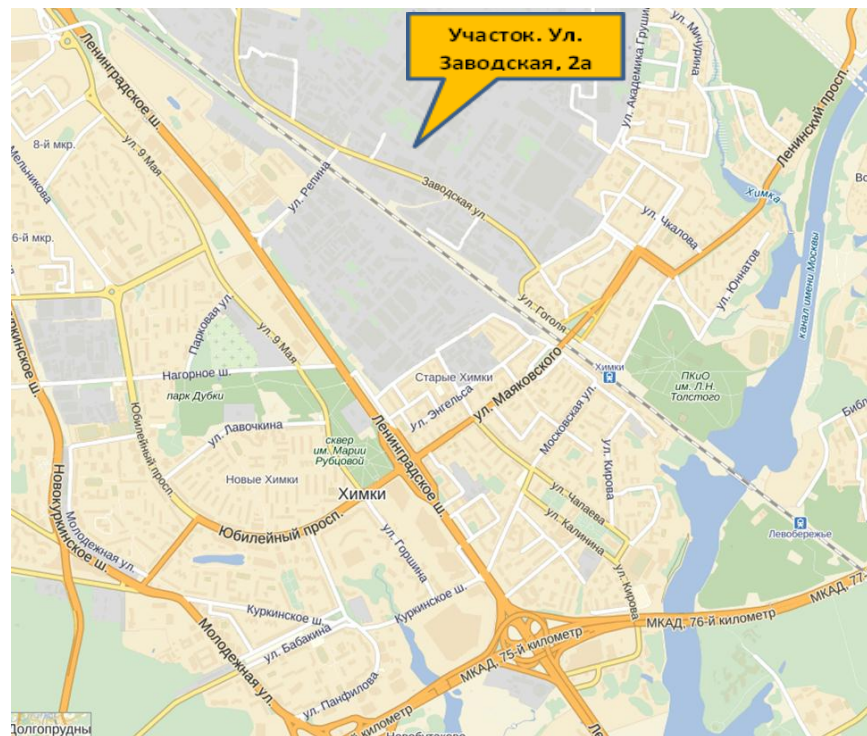 Участок. Ул.
Заводская, 2а
Ленинградское ш.
ул. Мичурина
ул. Академика Грушина
Ленинский просп.
8-й мкр.
ул. 9 Мая
ул. Репина
Заводская ул.
Химка
6-й мкр.
ул. Чкалова
ул. Юннатов
канал имени Москвы
Парковая ул.
ул. Гоголя
ул. 9 Мая
Старые Химки
Химки
Нагорное ш.
ул. Энгельса
ул. Маяковского
ПКиО
им. Л.Н.
Толстого
парк Дубки
Московская ул.
Юбилейный просп.
ул. Лавочкина
сквер
им. Марии
Рубцовой
Ленинградское ш.
ул. Кирова
Новые Химки
Химки
ул. Чапаева
Новокуркинское ш.
Юбилейный просп.
ул. Калинина
Левобережье
Молодежная ул.
ул. Горшина
ул. Кирова
Куркинское ш.
Куркинское ш.
МКАД, 76-й километр
МКАД, 77-
ул. Бабакина
Молодежная ул.
МКАД, 75-й километр
ул. Панфилова
й километр
Долгопрудны